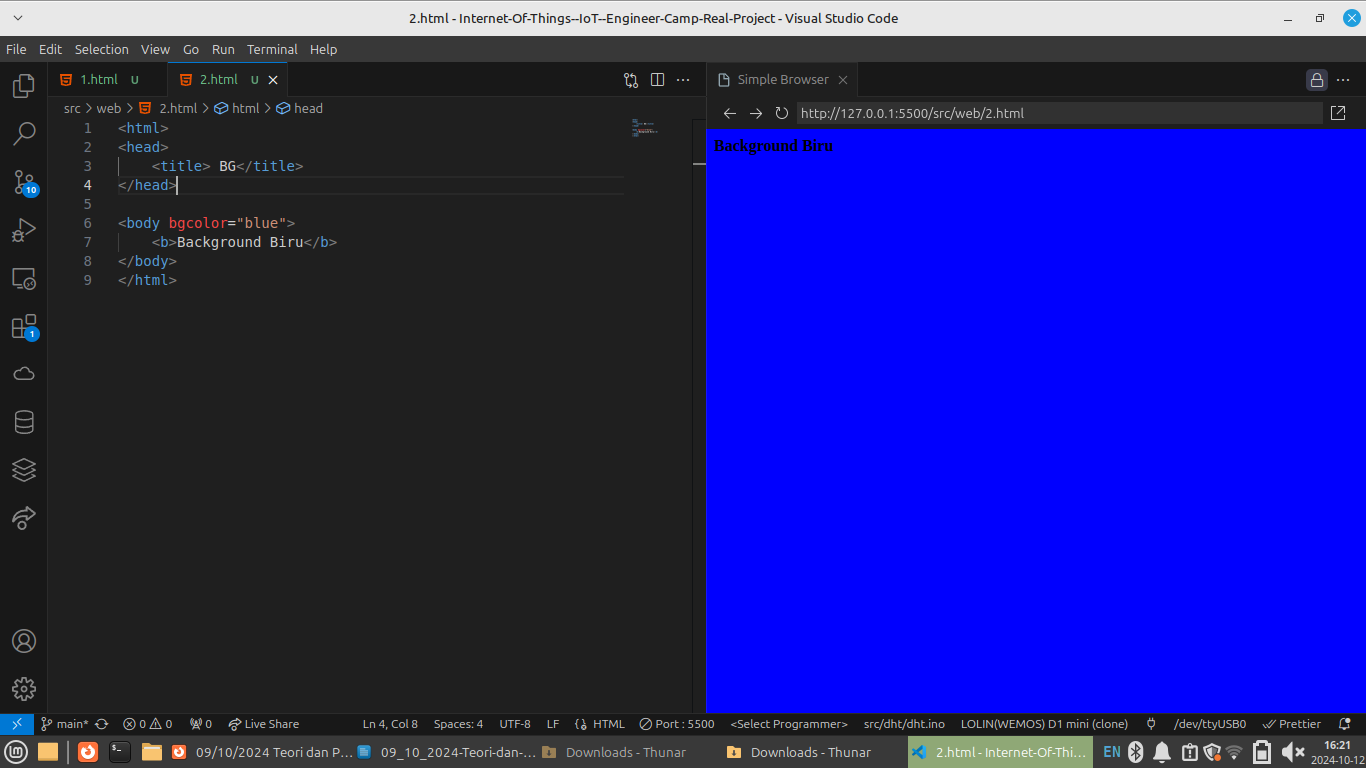 2.html - Internet-Of-Things--IoT--Engineer-Camp-Real-Project - Visual Studio Code
File Edit Selection View Go Run Terminal Help
1.html U 2.html U Simple Browser
src > web > 2.html > html > head
http://127.0.0.1:5500/src/web/2.html
1 <html>
2 <head>
3 <title> BG</title>
4 </head>
5
6 <body bgcolor="blue">
7 <b>Background Biru</b>
8 </body>
9 </html>
Background Biru
10
1
main* 0 0 0 Live Share Ln 4, Col 8 Spaces: 4 UTF-8 LF HTML Port : 5500 <Select Programmer> src/dht/dht.ino LOLIN(WEMOS) D1 mini (clone) /dev/ttyUSB0 Prettier
09/10/2024 Teori dan P... 09_10_2024-Teori-dan-... Downloads - Thunar Downloads - Thunar 2.html - Internet-Of-Thi... EN 16:21
2024-10-12